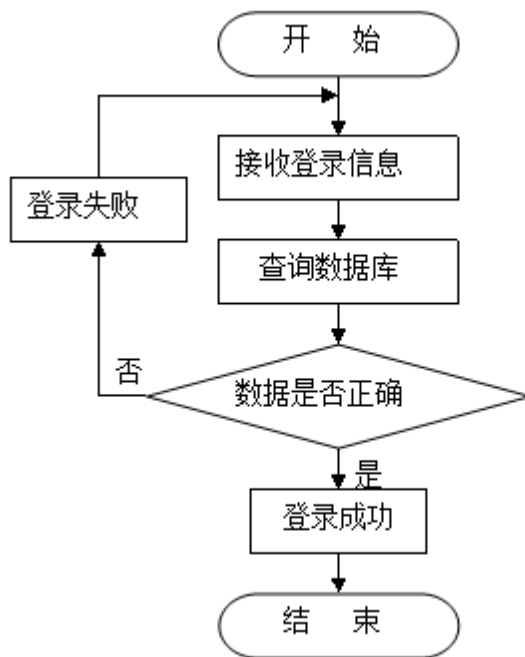 开 始
接收登录信息
登录失败
查询数据库
否
数据是否正确
是
登录成功
结 束